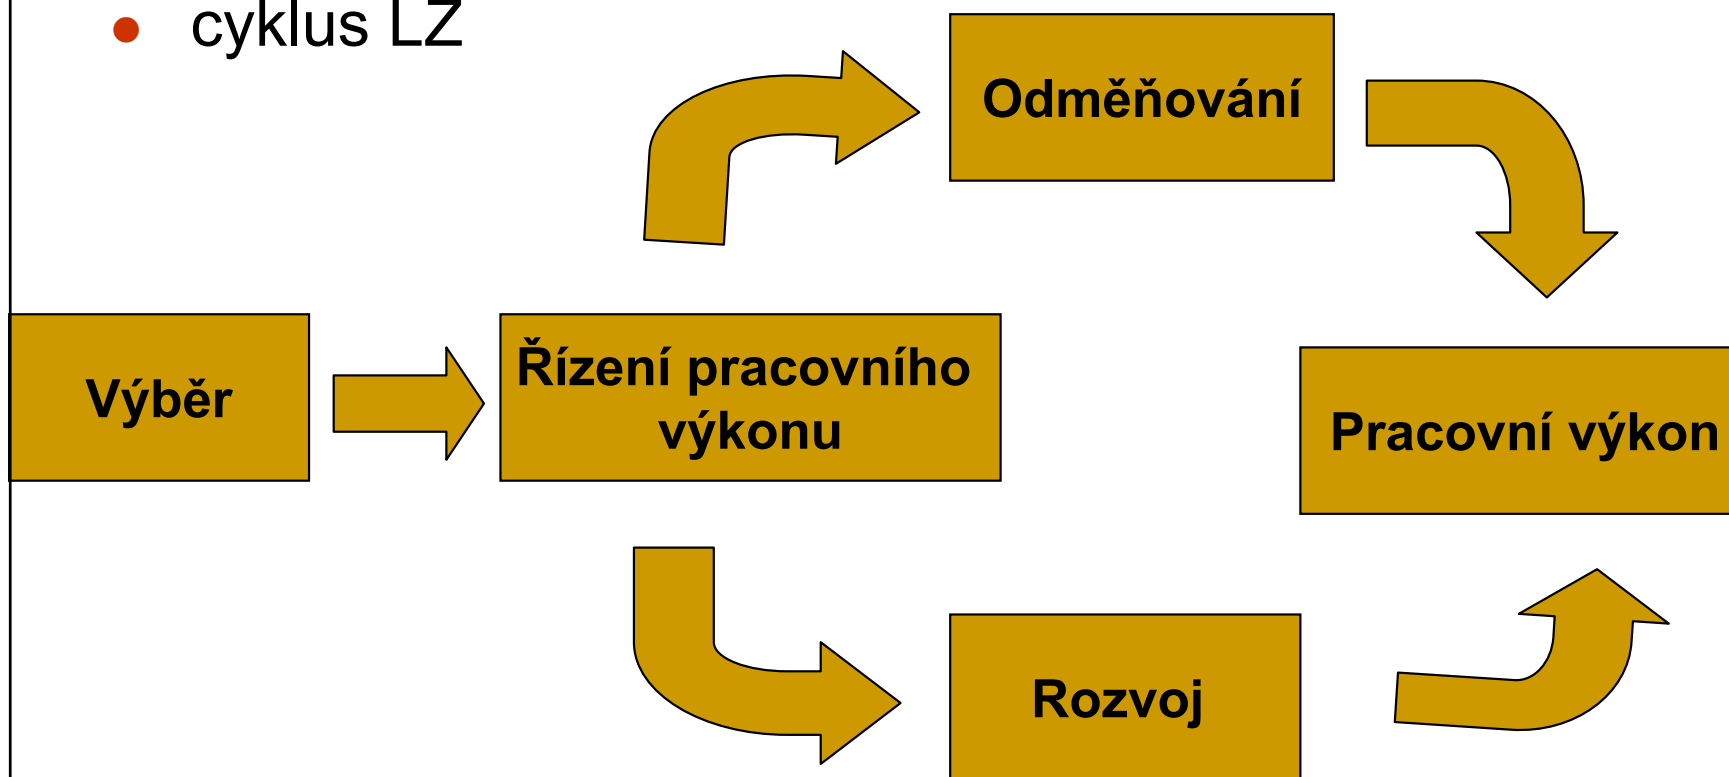 cyklus LZ
Odměňování
Výběr
Řízení pracovního
výkonu
Pracovní výkon
Rozvoj